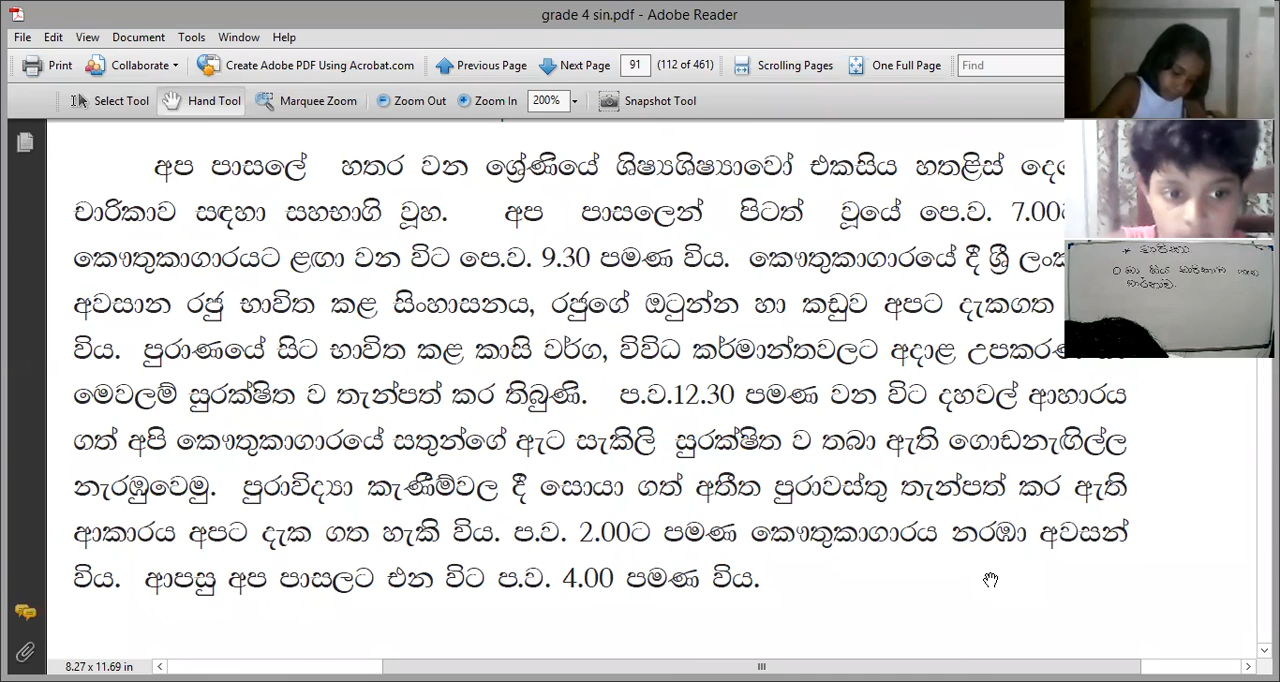 grade 4 sin.pdf - Adobe Reader
File Edit View Document Tools Window Help
Print Collaborate Create Adobe PDF Using Acrobat.com Previous Page Next Page 91 (112 of 461) Scrolling Pages One Full Page Find
Select Tool Hand Tool Marquee Zoom Zoom Out Zoom In 200% Snapshot Tool
අප පාසලේ හතර වන ශ්‍රේණියේ ශිෂ්‍යශිෂ්‍යාවෝ එකසිය හතළිස්
චාරිකාව සඳහා සහභාගි වූහ. අප පාසලෙන් පිටත් වූයේ පෙ.ව. 7.00
කෞතුකාගාරයට ළඟා වන විට පෙ.ව. 9.30 පමණ විය. කෞතුකාගාරයේ දී ශ්‍රී
අවසාන රජු භාවිත කළ සිංහාසනය, රජුගේ ඔටුන්න හා කඩුව අපට දැකගත
විය. පුරාණයේ සිට භාවිත කළ කාසි වර්ග, විවිධ කර්මාන්තවලට අදාළ
මෙවලම් සුරක්ෂිත ව තැන්පත් කර තිබුණි. ප.ව.12.30 පමණ වන විට දහවල් ආහාරය
ගත් අපි කෞතුකාගාරයේ සතුන්ගේ ඇට සැකිලි සුරක්ෂිත ව තබා ඇති ගොඩනැඟිල්ල
නැරඹුවෙමු. පුරාවිද්‍යා කැණීම්වල දී සොයා ගත් අතීත පුරාවස්තු තැන්පත් කර ඇති
ආකාරය අපට දැක ගත හැකි විය. ප.ව. 2.00ට පමණ කෞතුකාගාරය නරඹා අවසන්
විය. ආපසු අප පාසලට එන විට ප.ව. 4.00 පමණ විය.
8.27 x 11.69 in